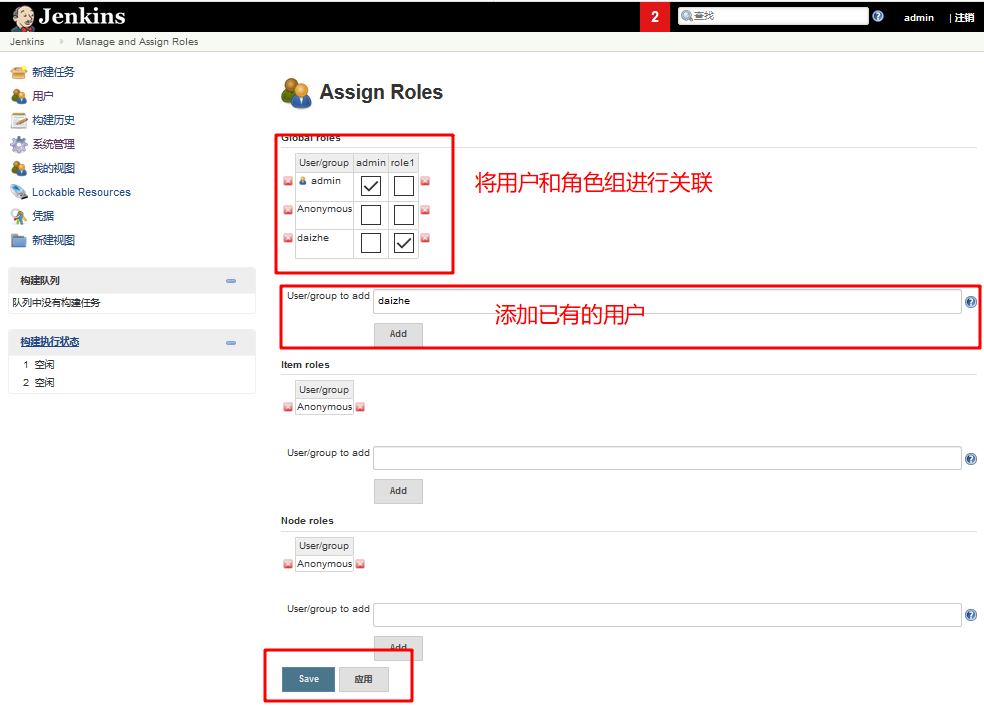 Jenkins
2
查找
admin
| 注销
Jenkins
Manage and Assign Roles
新建任务
用户
构建历史
系统管理
我的视图
Lockable Resources
凭据
新建视图
构建队列
队列中没有构建任务
构建执行状态
1 空闲
2 空闲
Assign Roles
Global roles
User/group admin role1
admin
Anonymous
daizhe
将用户和角色组进行关联
User/group to add daizhe
添加已有的用户
Add
Item roles
User/group
Anonymous
User/group to add
Add
Node roles
User/group
Anonymous
User/group to add
Add
Save 应用